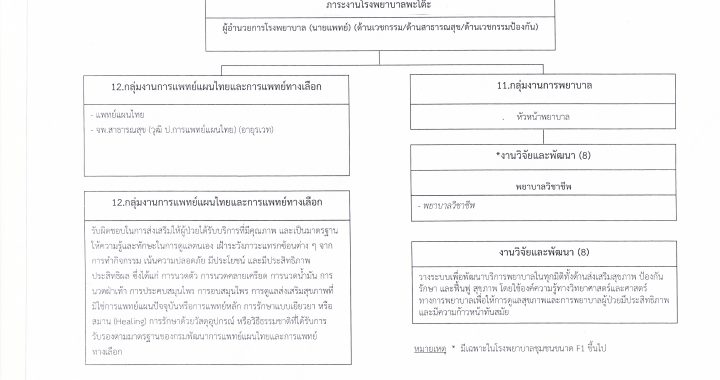 ภาระงานโรงพยาบาลพะโต๊ะ
ผู้อำนวยการโรงพยาบาล (นายแพทย์) (ด้านเวชกรรม/ด้านสาธารณสุข/ด้านเวชกรรมป้องกัน)
12.กลุ่มงานการแพทย์แผนไทยและการแพทย์ทางเลือก
- แพทย์แผนไทย
- จพ.สาธารณสุข (วุฒิ ป.การแพทย์แผนไทย) (อายุรเวท)
11.กลุ่มงานการพยาบาล
หัวหน้าพยาบาล
*งานวิจัยและพัฒนา (8)
พยาบาลวิชาชีพ
- พยาบาลวิชาชีพ
12.กลุ่มงานการแพทย์แผนไทยและการแพทย์ทางเลือก
รับผิดชอบในการส่งเสริมให้ผู้ป่วยได้รับบริการที่มีคุณภาพ และเป็นมาตรฐาน
ให้ความรู้และทักษะในการดูแลตนเอง เฝ้าระวังภาวะแทรกซ้อนต่าง ๆ จาก
การทำกิจกรรม เน้นความปลอดภัย มีประโยชน์ และมีประสิทธิภาพ
ประสิทธิผล ซึ่งได้แก่ การนวดตัว การนวดคลายเครียด การนวดน้ำมัน การ
นวดฝ่าเท้า การประคบสมุนไพร การอบสมุนไพร การดูแลส่งเสริมสุขภาพที่
มิใช่การแพทย์แผนปัจจุบันหรือการแพทย์หลัก การรักษาแบบเยียวยา หรือ
สมาน (Healing) การรักษาด้วยวัสดุอุปกรณ์ หรือวิธีธรรมชาติที่ได้รับการ
รับรองตามมาตรฐานของกรมพัฒนาการแพทย์แผนไทยและการแพทย์
ทางเลือก
งานวิจัยและพัฒนา (8)
วางระบบเพื่อพัฒนาบริการพยาบาลในทุกมิติทั้งด้านส่งเสริมสุขภาพ ป้องกัน
รักษา และฟื้นฟู สุขภาพ โดยใช้องค์ความรู้ทางวิทยาศาสตร์และศาสตร์
ทางการพยาบาลเพื่อให้การดูแลสุขภาพและการพยาบาลผู้ป่วยมีประสิทธิภาพ
และมีความก้าวหน้าทันสมัย
หมายเหตุ * มีเฉพาะในโรงพยาบาลชุมชนขนาด F1 ขึ้นไป